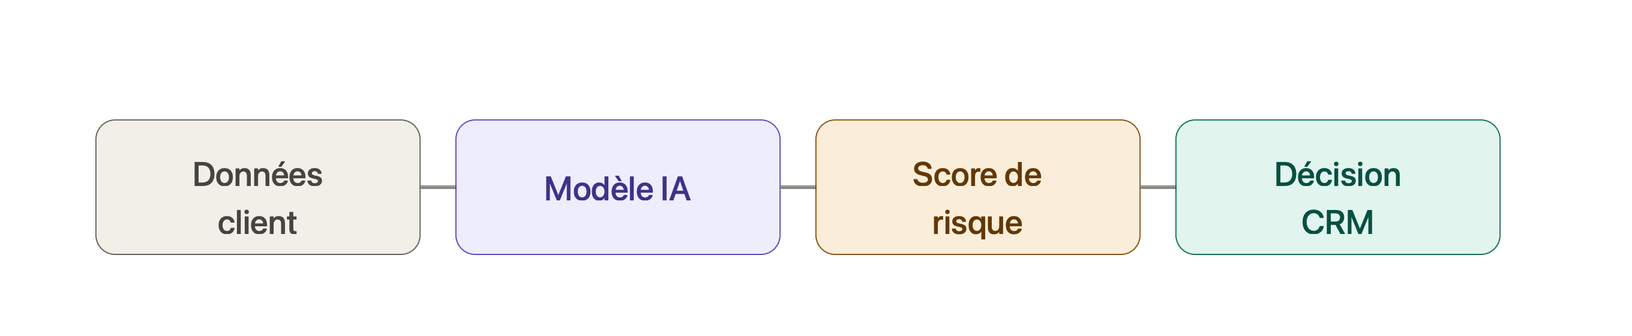 Données
client
Modèle IA
Score de
risque
Décision
CRM